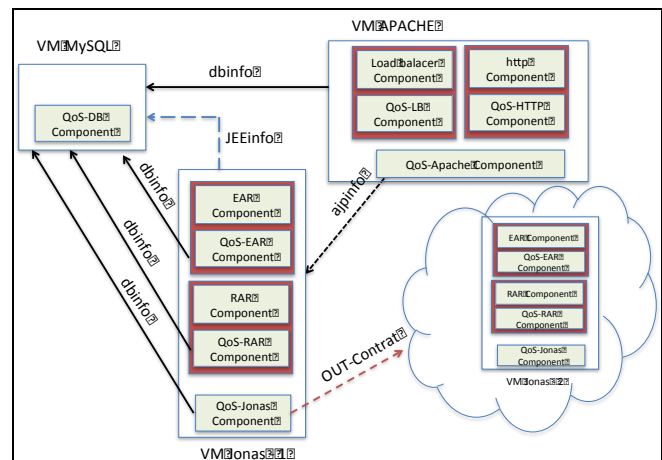 VM MySQL
QoS-DB
Component
VM APACHE
Load balacer
Component
QoS-LB
Component
http
Component
QoS-HTTP
Component
QoS-Apache Component
dbinfo
JEEinfo
dbinfo
dbinfo
dbinfo
ajpinfo
EAR
Component
QoS-EAR
Component
RAR
Component
QoS-RAR
Component
QoS-Jonas
Component
VM Jonas 1
OUT-Contrat
EAR Component
QoS-EAR
Component
RAR Component
QoS-RAR
Component
QoS-Jonas
Component
VM Jonas 2